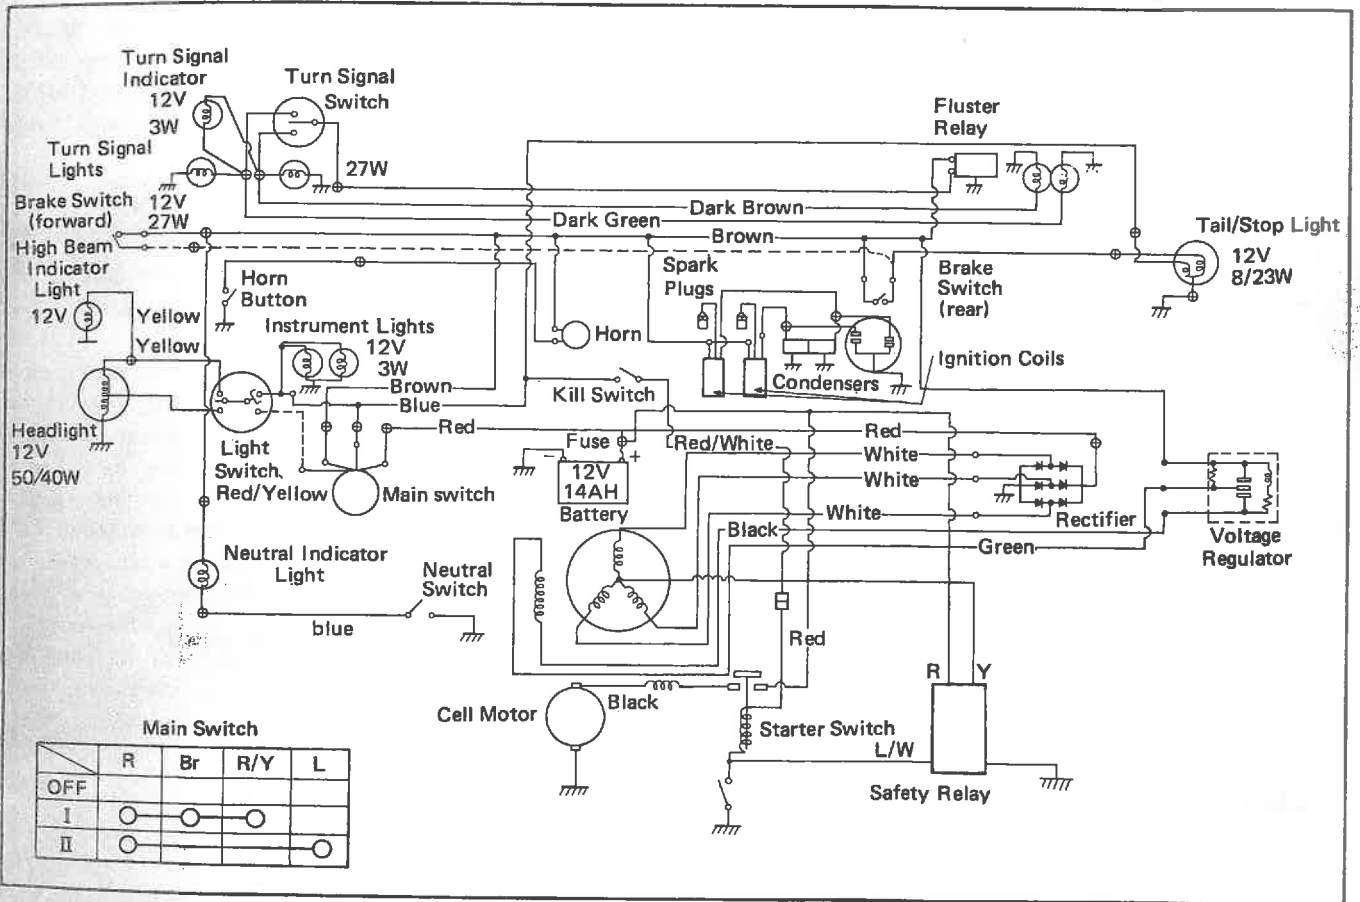 Turn Signal
Indicator
12V
3W
Turn Signal
Switch
Fluster
Relay
Turn Signal
Lights
27W
Brake Switch
(forward)
12V
27W
Dark Brown
Dark Green
Brown
Tail/Stop Light
12V
8/23W
High Beam
Indicator
Light
12V
Horn
Button
Spark
Plugs
Brake
Switch
(rear)
Yellow
Yellow
Instrument Lights
12V
3W
Horn
Ignition Coils
Condensers
Brown
Blue
Kill Switch
Headlight
12V
50/40W
Light
Switch
Red/Yellow
Main switch
Red
Fuse
Red/White
Red
White
White
White
− +
12V
14AH
Battery
Black
Green
Rectifier
Voltage
Regulator
Neutral Indicator
Light
Neutral
Switch
blue
Red
R Y
Cell Motor
Black
Starter Switch
L/W
Safety Relay
Main Switch
R Br R/Y L
OFF
I
II